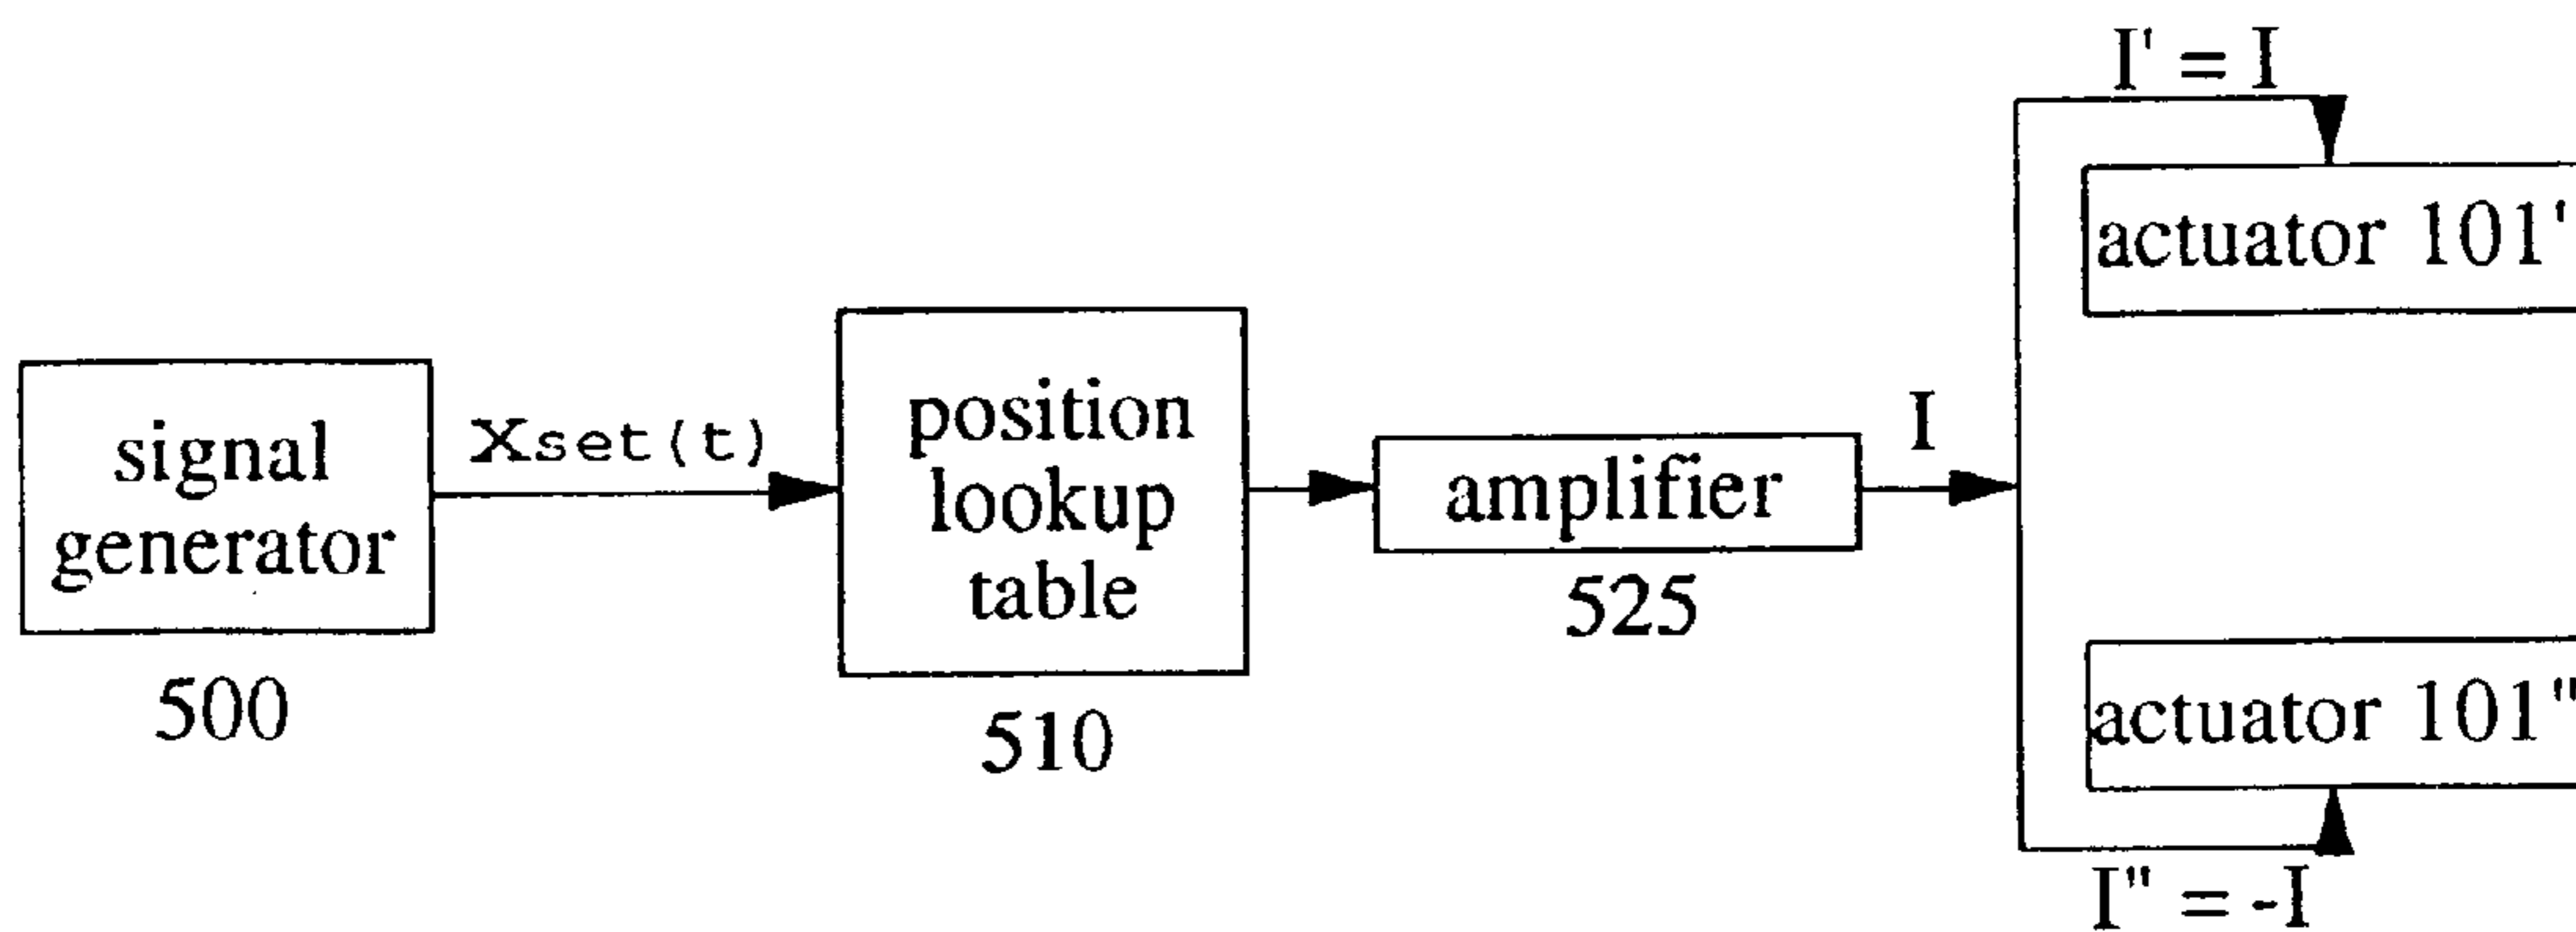 signal
generator
500
Xset(t)
position
lookup
table
510
amplifier
525
I
I' = I
actuator 101'
actuator 101"
I" = -I